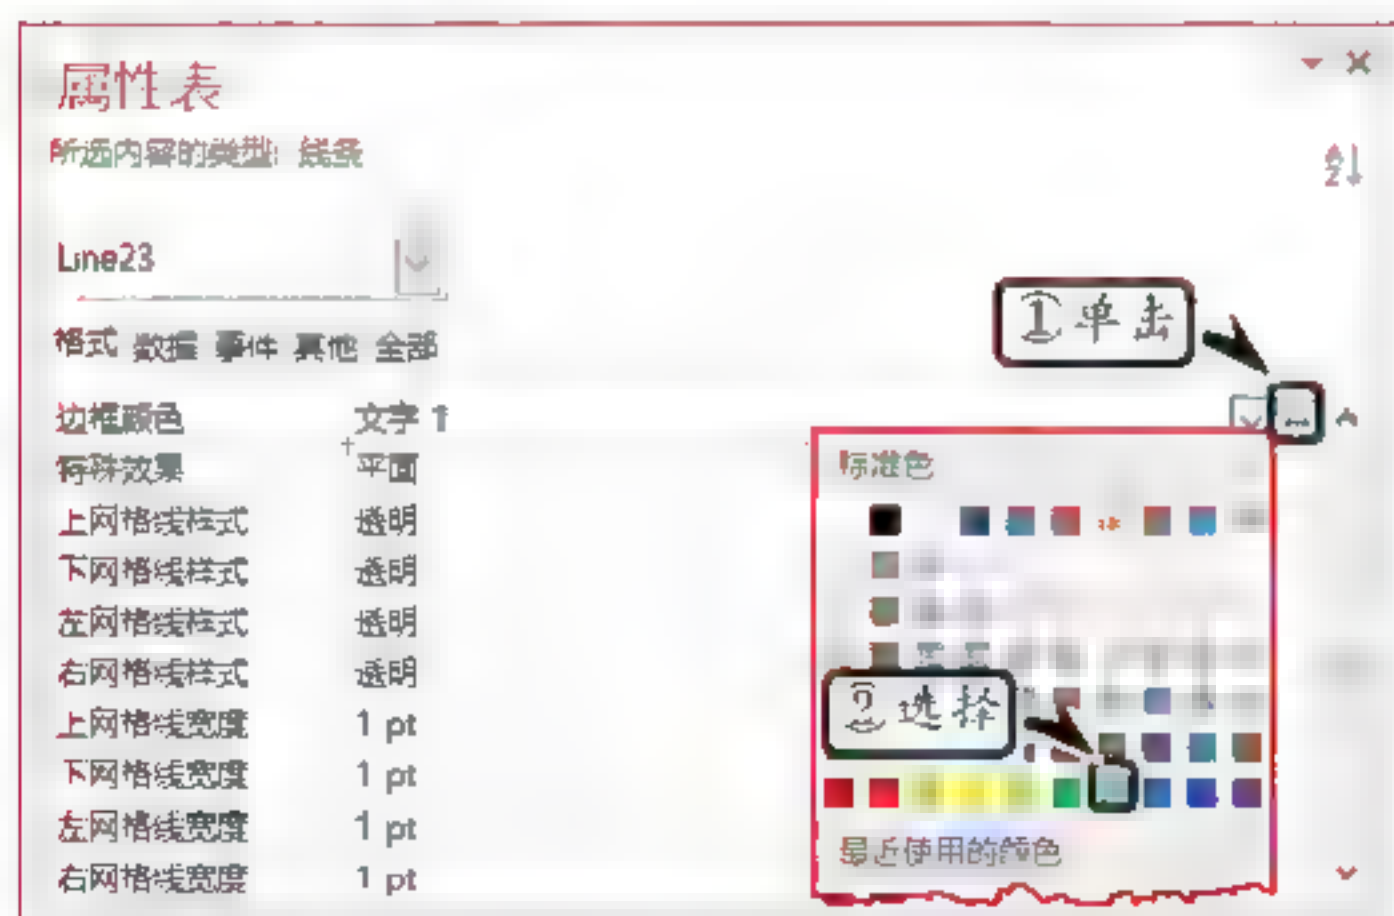 属性表
所选内容的类型: 线条
Line23
格式 数据 事件 其他 全部
①单击
边框颜色 文字 1
特殊效果 平面
上网格线样式 透明
下网格线样式 透明
左网格线样式 透明
右网格线样式 透明
上网格线宽度 1 pt
下网格线宽度 1 pt
左网格线宽度 1 pt
右网格线宽度 1 pt
标准色
②选择
最近使用的颜色